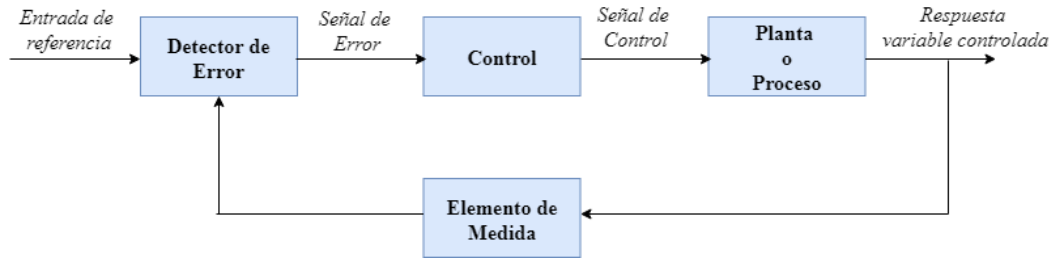 Entrada de
referencia
Detector de
Error
Señal de
Error
Control
Señal de
Control
Planta
o
Proceso
Respuesta
variable controlada
Elemento de
Medida